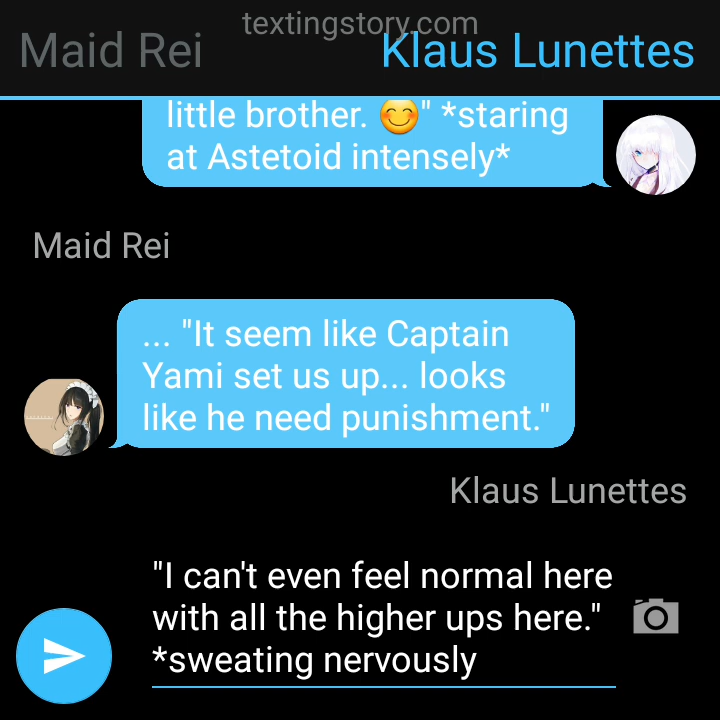 textingstory.com
Maid Rei
Klaus Lunettes
little brother. 😊" *staring
at Astetoid intensely*
Maid Rei
... "It seem like Captain
Yami set us up... looks
like he need punishment."
Klaus Lunettes
"I can't even feel normal here
with all the higher ups here."
*sweating nervously